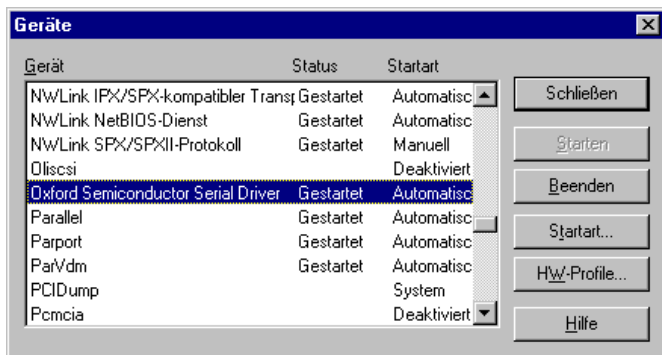 Geräte
Gerät Status Startart
NWLink IPX/SPX-kompatibler Transp Gestartet Automatisc
NWLink NetBIOS-Dienst Gestartet Automatisc
NWLink SPX/SPXII-Protokoll Gestartet Manuell
Oliscsi Deaktiviert
Oxford Semiconductor Serial Driver Gestartet Automatisc
Parallel Gestartet Automatisc
Parport Gestartet Automatisc
ParVdm Gestartet Automatisc
PCIDump System
Pcmcia Deaktiviert
Schließen
Starten
Beenden
Startart...
HW-Profile...
Hilfe